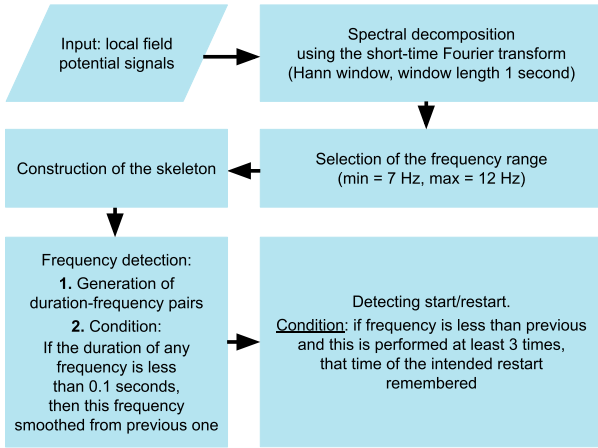 Input: local field
potential signals
Spectral decomposition
using the short-time Fourier transform
(Hann window, window length 1 second)
Selection of the frequency range
(min = 7 Hz, max = 12 Hz)
Construction of the skeleton
Frequency detection:
1. Generation of
duration-frequency pairs
2. Condition:
If the duration of any
frequency is less
than 0.1 seconds,
then this frequency
smoothed from previous one
Detecting start/restart.
Condition: if frequency is less than previous
and this is performed at least 3 times,
that time of the intended restart
remembered